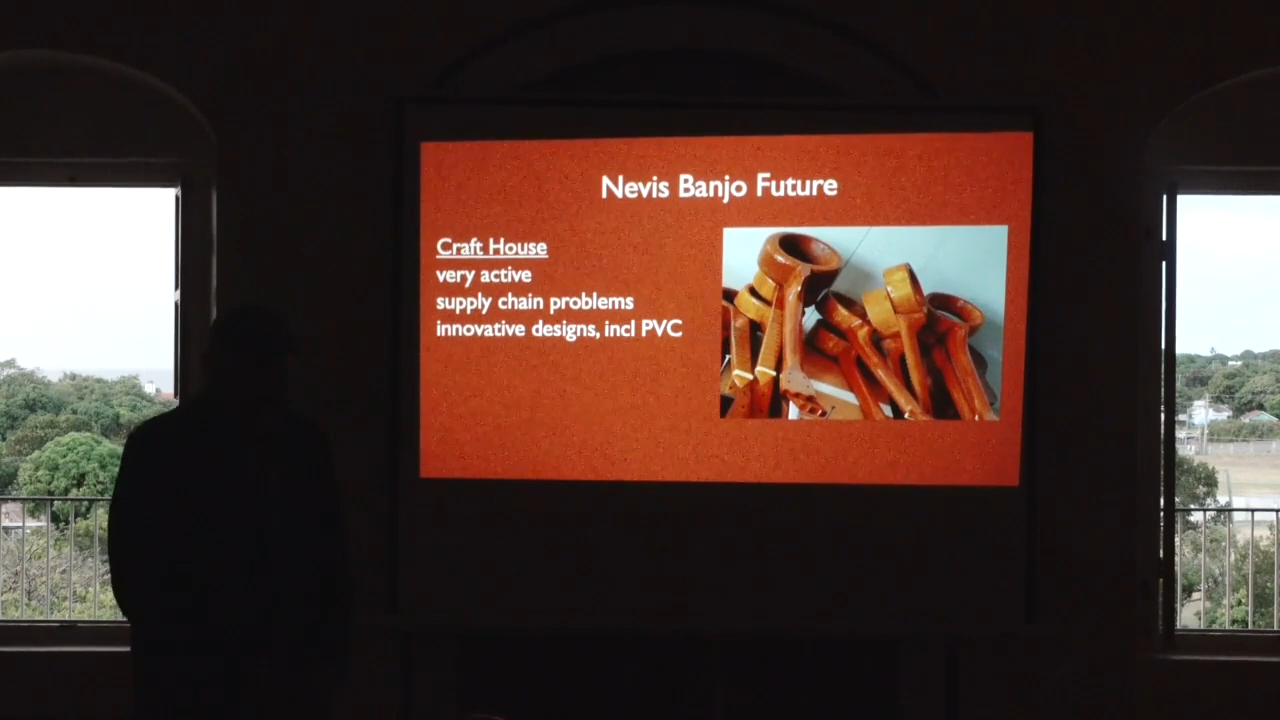 Nevis Banjo Future
Craft House
very active
supply chain problems
innovative designs, incl PVC